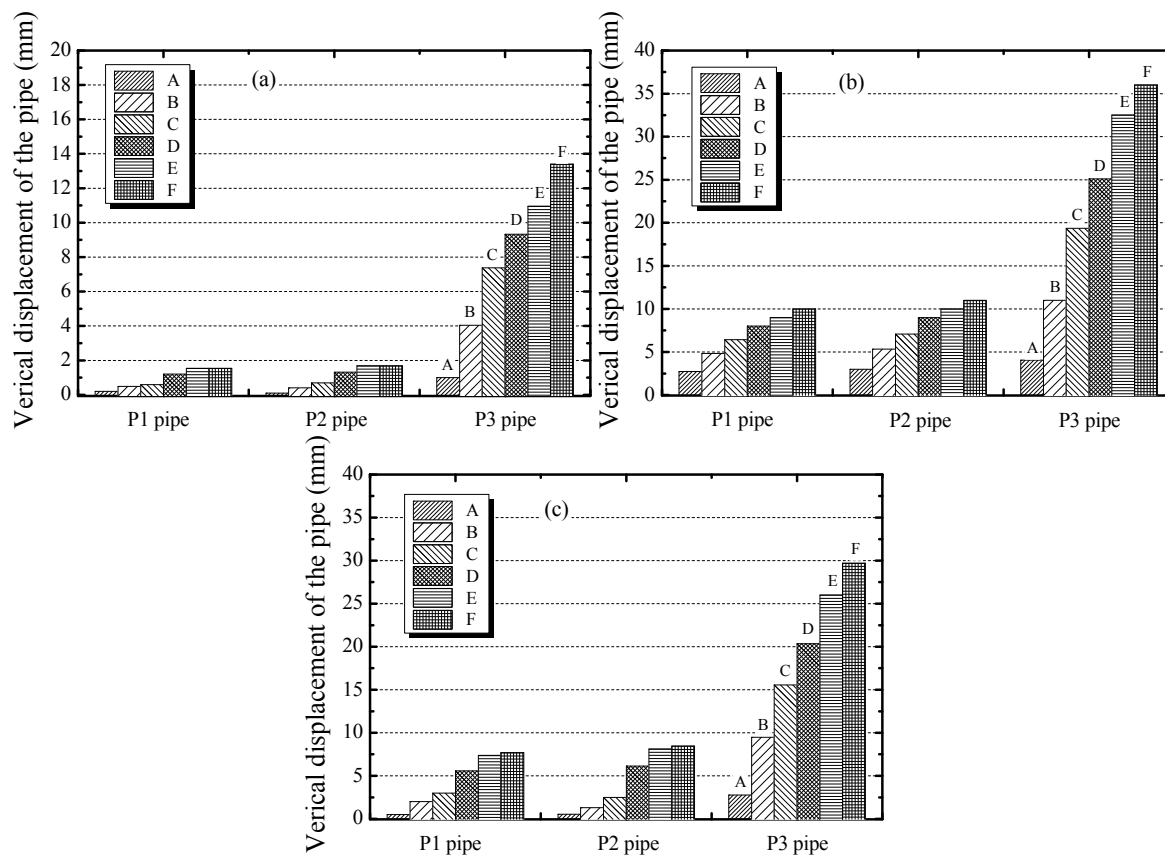 Verical displacement of the pipe (mm)
20
18
16
14
12
10
8
6
4
2
0
(a)
A
B
C
D
E
F
A
B
C
D
E
F
P1 pipe
P2 pipe
P3 pipe
Verical displacement of the pipe (mm)
40
35
30
25
20
15
10
5
0
(b)
A
B
C
D
E
F
A
B
C
D
E
F
P1 pipe
P2 pipe
P3 pipe
Verical displacement of the pipe (mm)
40
35
30
25
20
15
10
5
0
(c)
A
B
C
D
E
F
A
B
C
D
E
F
P1 pipe
P2 pipe
P3 pipe